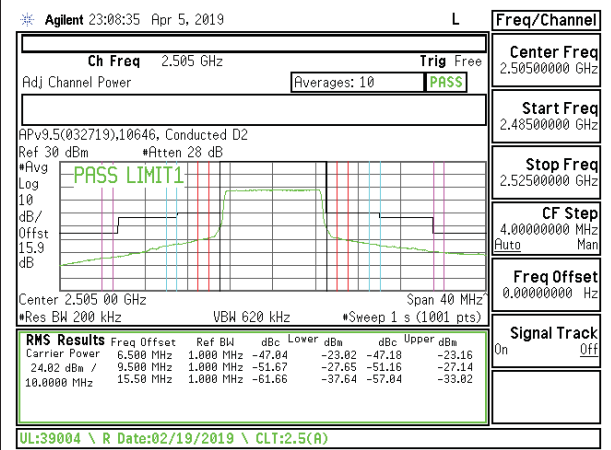 Agilent 23:08:35 Apr 5, 2019 L Freq/Channel
Ch Freq 2.505 GHz Trig Free
Adj Channel Power Averages: 10 PASS
APv9.5(032719),10646, Conducted D2
Ref 30 dBm #Atten 28 dB
#Avg
Log
10
dB/
Offst
15.9
dB
PASS LIMIT1
Center 2.505 00 GHz Span 40 MHz^
#Res BW 200 kHz VBW 620 kHz #Sweep 1 s (1001 pts)
RMS Results Freq Offset Ref BW dBc Lower dBm dBc Upper dBm
Carrier Power 6.500 MHz 1.000 MHz -47.04 -23.02 -47.18 -23.16
24.02 dBm / 9.500 MHz 1.000 MHz -51.67 -27.65 -51.16 -27.14
10.0000 MHz 15.50 MHz 1.000 MHz -61.66 -37.64 -57.04 -33.02
UL:39004 \ R Date:02/19/2019 \ CLT:2.5(A)
Center Freq
2.50500000 GHz
Start Freq
2.48500000 GHz
Stop Freq
2.52500000 GHz
CF Step
4.00000000 MHz
Auto Man
Freq Offset
0.00000000 Hz
Signal Track
On Off